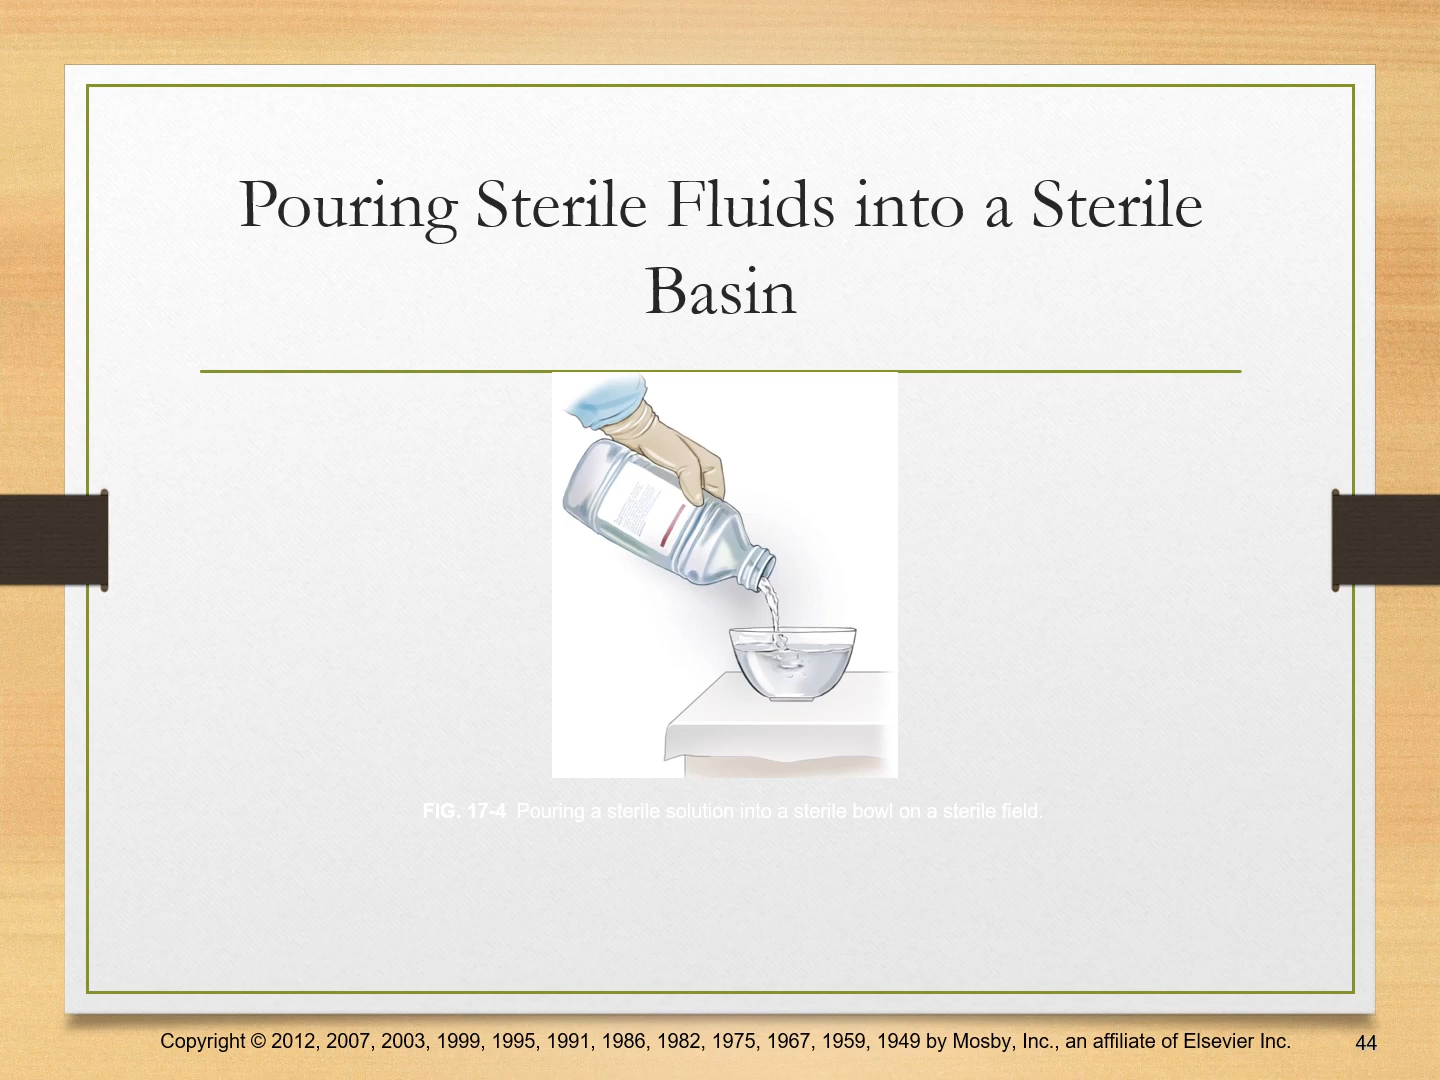 Pouring Sterile Fluids into a Sterile
Basin
FIG. 17-4 Pouring a sterile solution into a sterile bowl on a sterile field.
Copyright © 2012, 2007, 2003, 1999, 1995, 1991, 1986, 1982, 1975, 1967, 1959, 1949 by Mosby, Inc., an affiliate of Elsevier Inc.
44